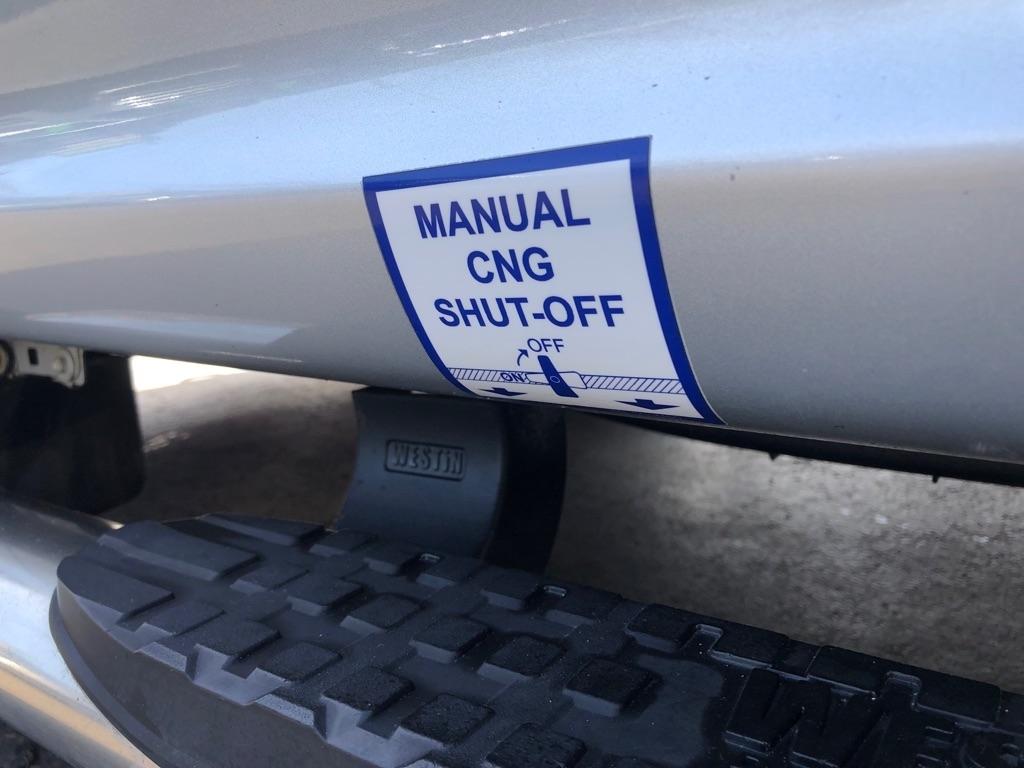 MANUAL
CNG
SHUT-OFF
OFF
ON
WESTiN